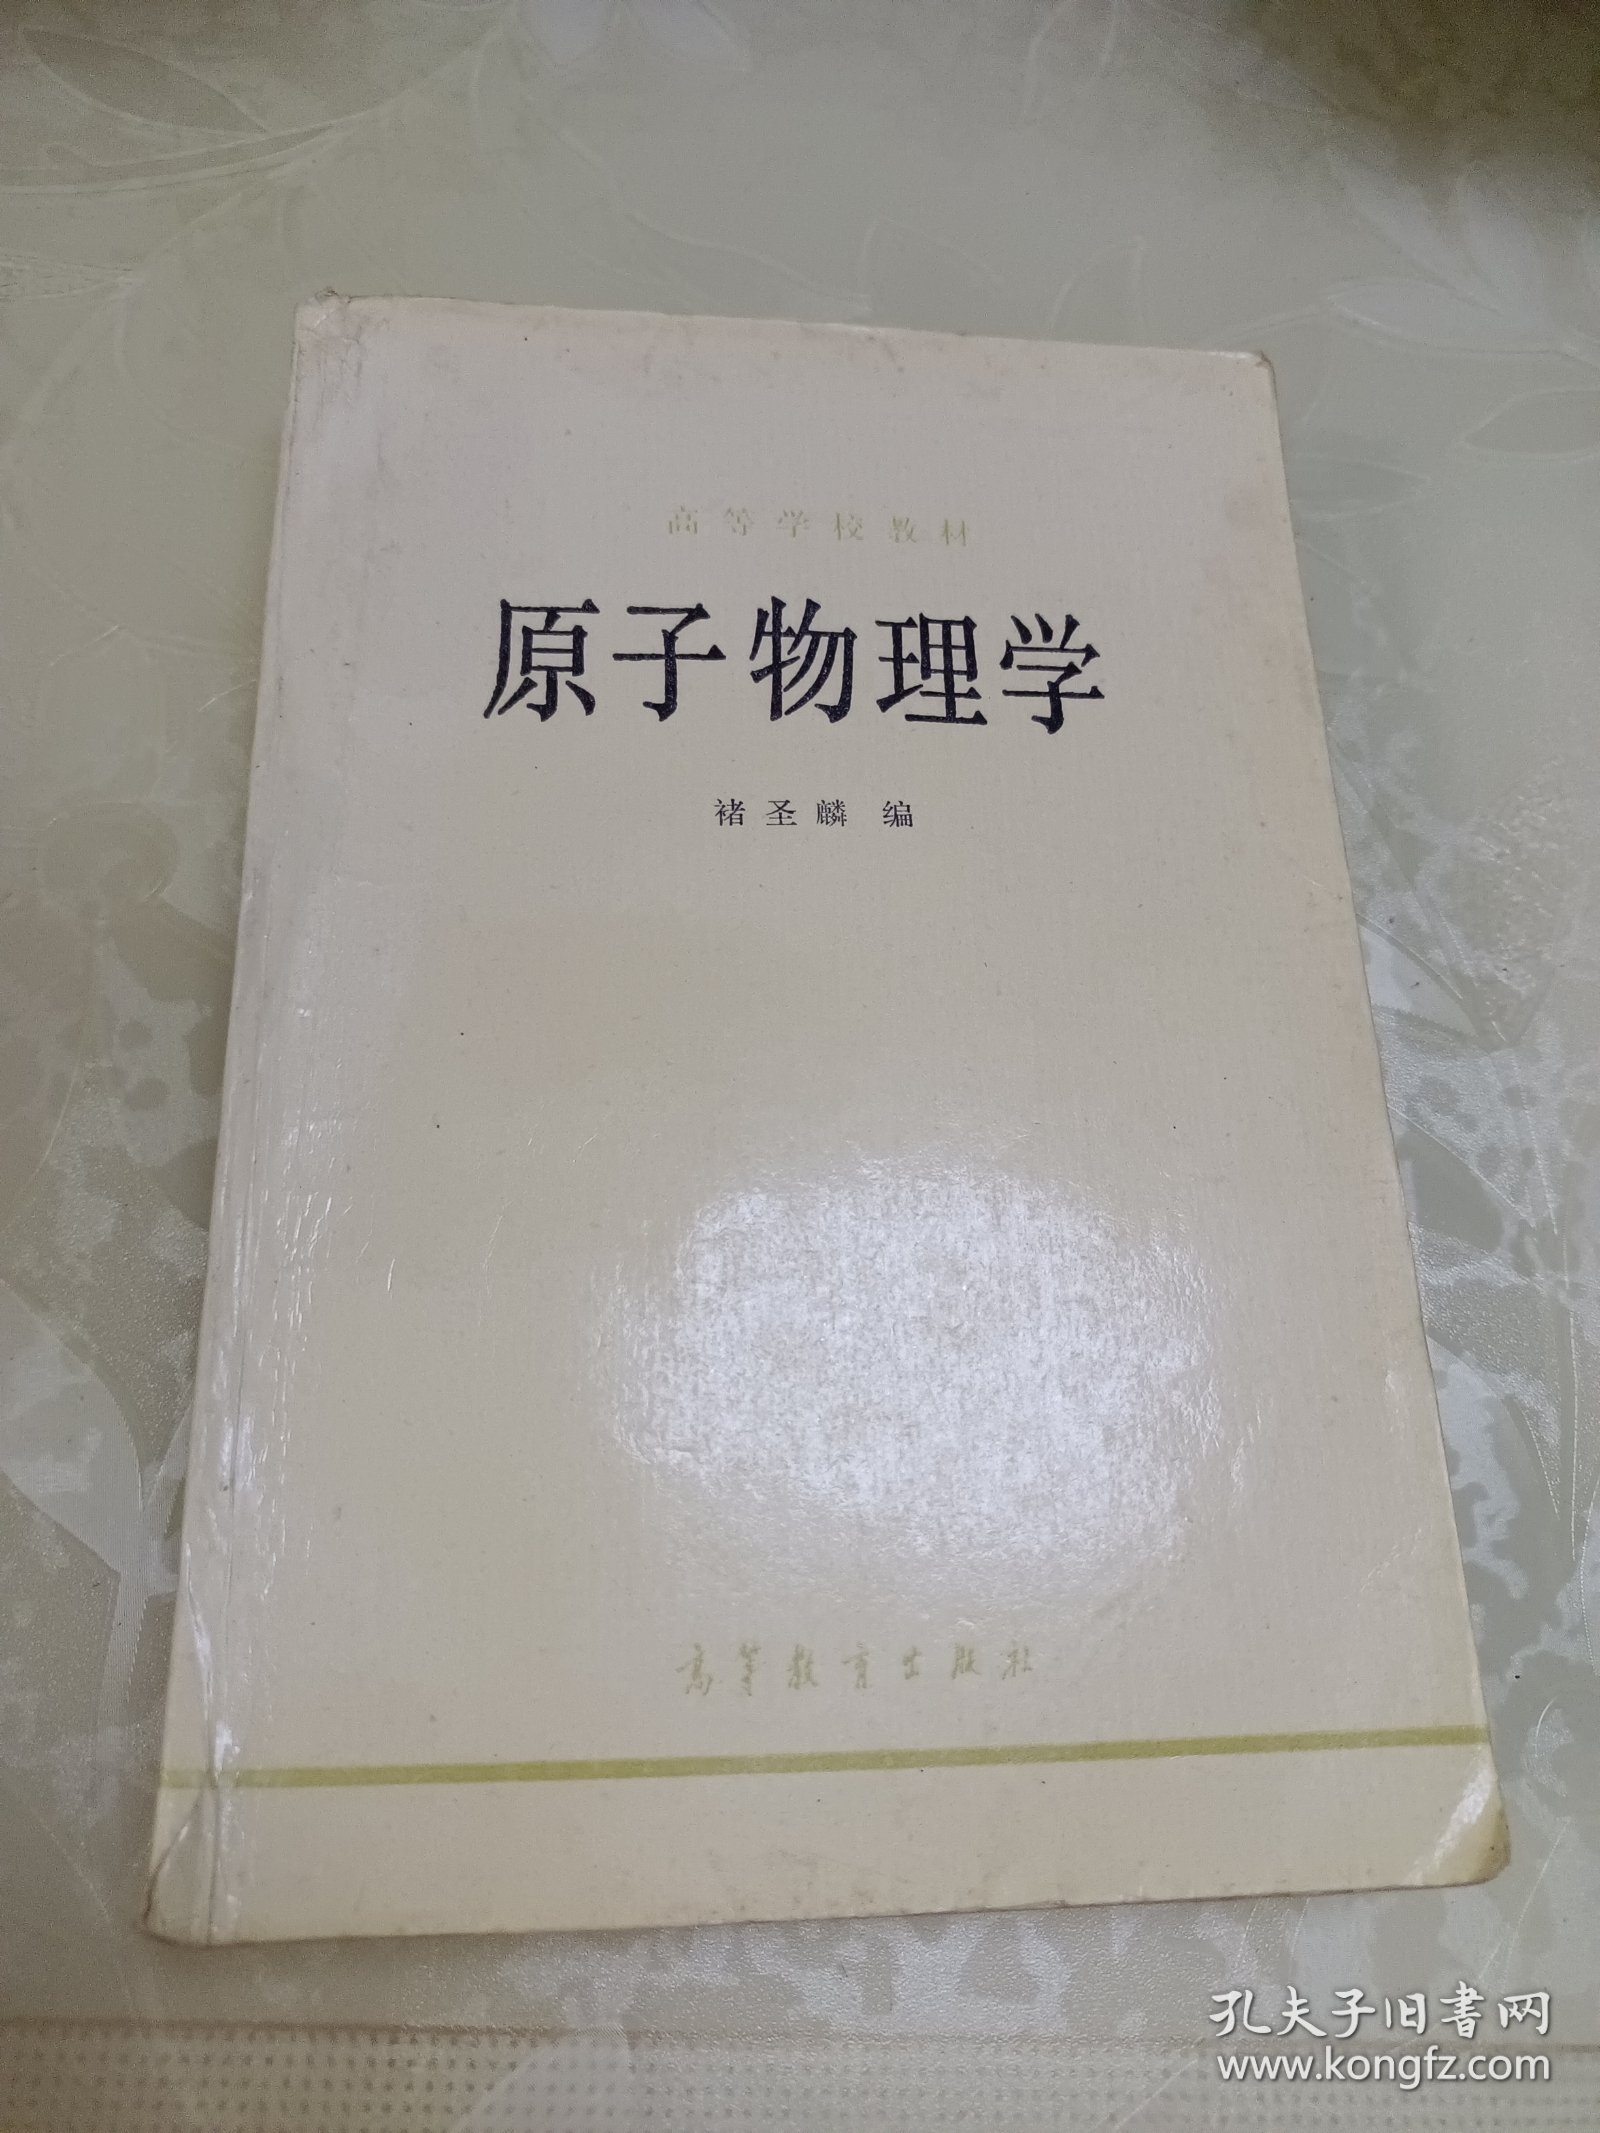 高等学校教材
原子物理学
褚圣麟 编
高等教育出版社
孔夫子旧书网
www.kongfz.com